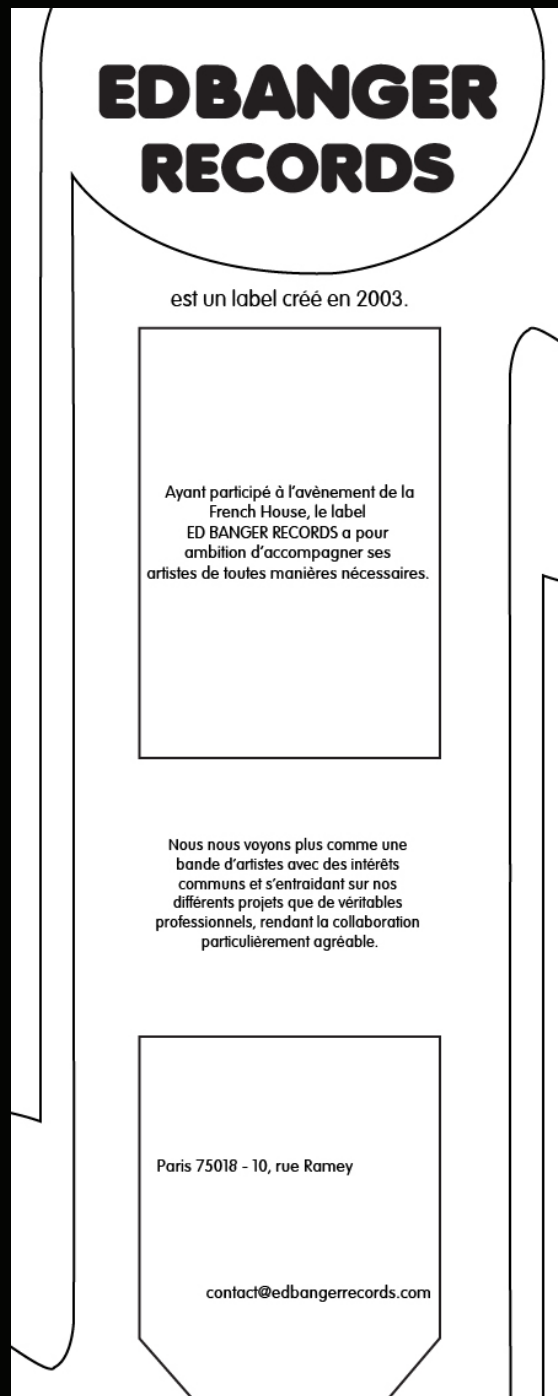 EDBANGER
RECORDS
est un label créé en 2003.
Ayant participé à l'avènement de la
French House, le label
ED BANGER RECORDS a pour
ambition d'accompagner ses
artistes de toutes manières nécessaires.
Nous nous voyons plus comme une
bande d'artistes avec des intérêts
communs et s'entraidant sur nos
différents projets que de véritables
professionnels, rendant la collaboration
particulièrement agréable.
Paris 75018 - 10, rue Ramey
contact@edbangerrecords.com